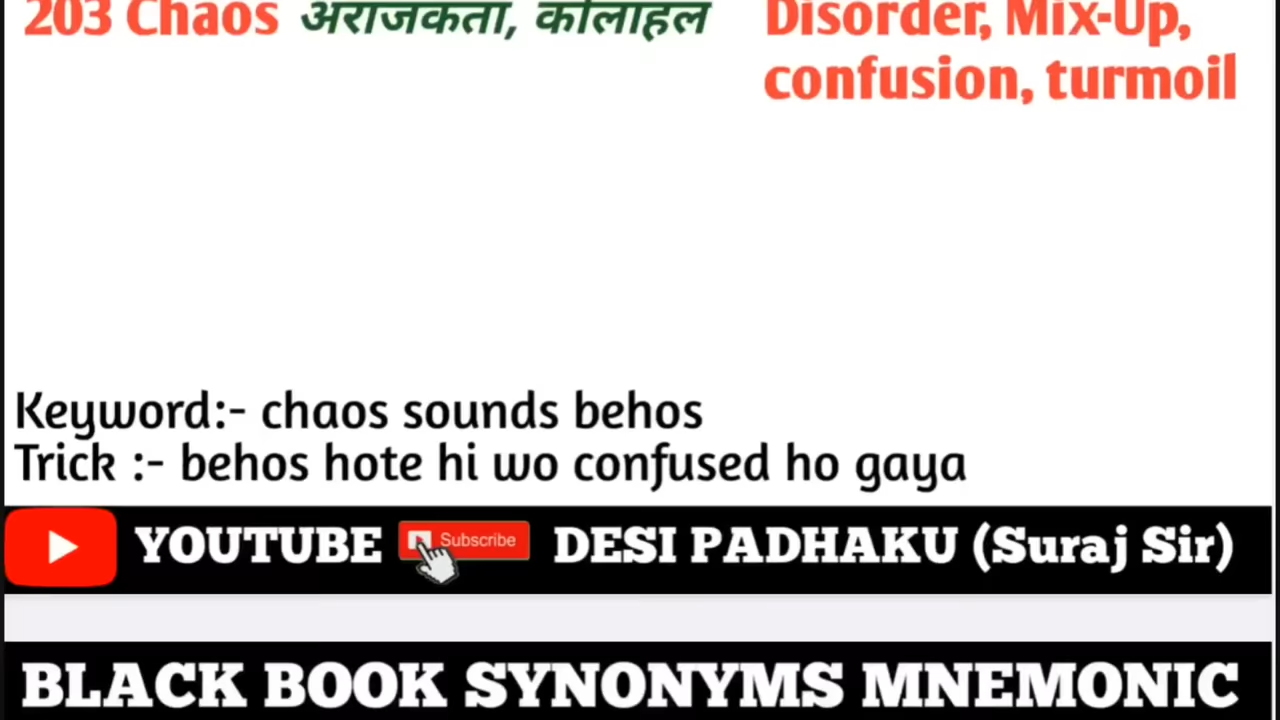 203 Chaos अराजकता, कोलाहल Disorder, Mix-Up,
confusion, turmoil
Keyword:- chaos sounds behos
Trick :- behos hote hi wo confused ho gaya
YOUTUBE Subscribe DESI PADHAKU (Suraj Sir)
BLACK BOOK SYNONYMS MNEMONIC